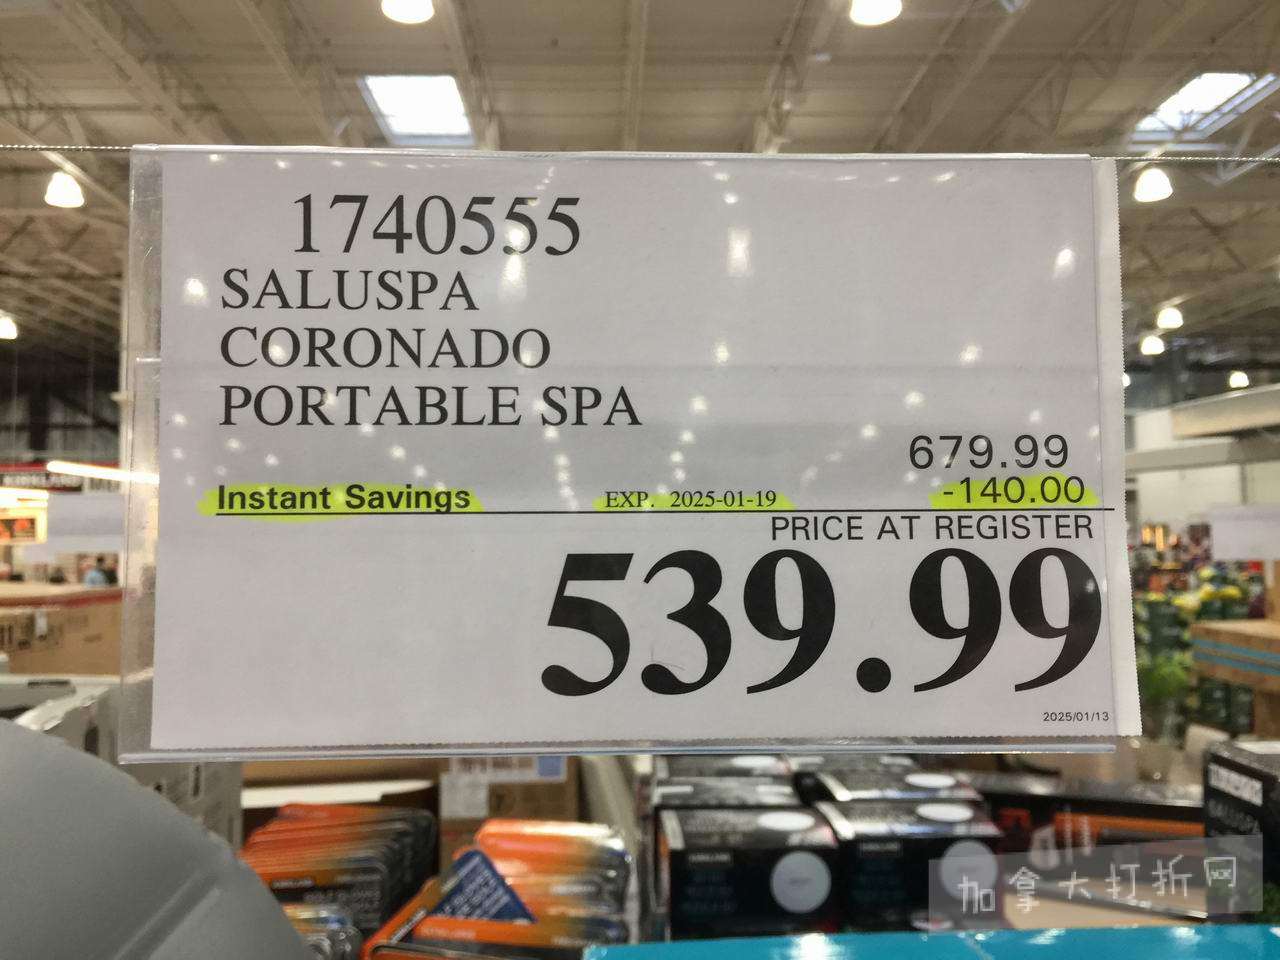 1740555
SALUSPA
CORONADO
PORTABLE SPA
679.99
Instant Savings EXP. 2025-01-19 -140.00
PRICE AT REGISTER
539.99
2025/01/13
KIRKLAND
加拿大打折网